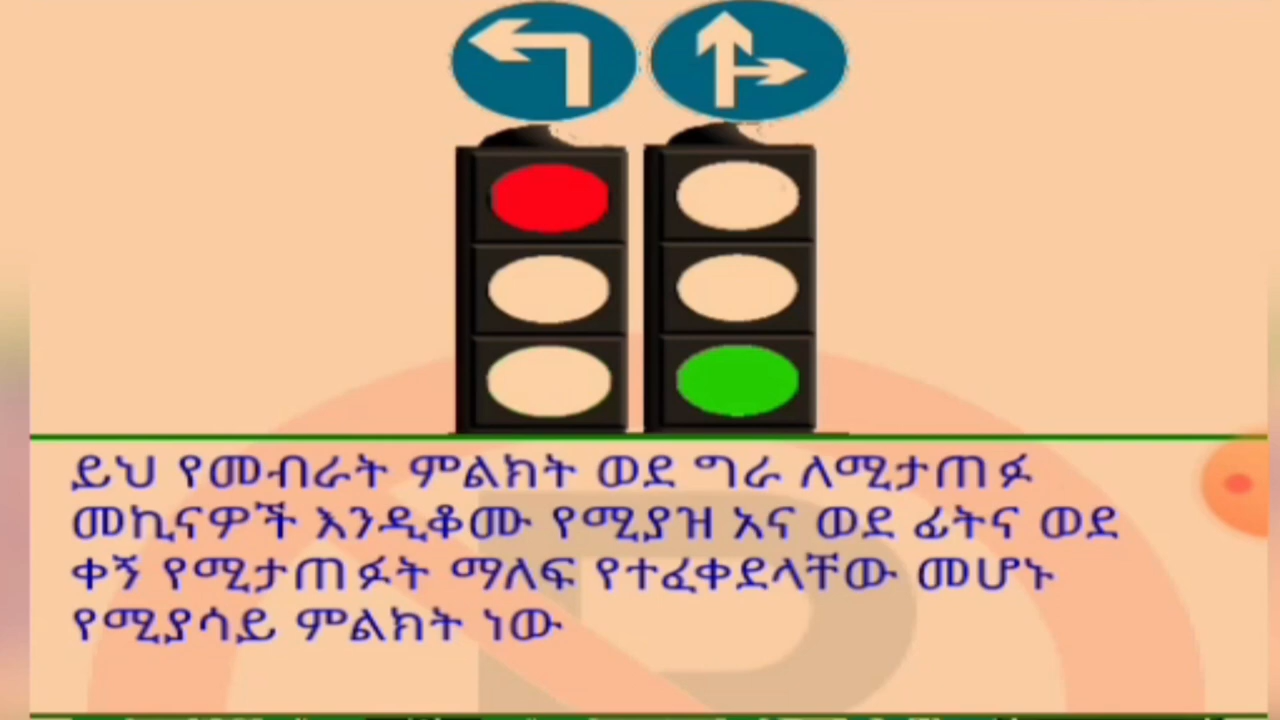 ይህ የመብራት ምልክት ወደ ግራ ለሚታጠፉ
መኪናዎች እንዲቆሙ የሚያዝ አና ወደ ፊትና ወደ
ቀኝ የሚታጠፉት ማለፍ የተፈቀደላቸው መሆኑ
የሚያሳይ ምልክት ነው